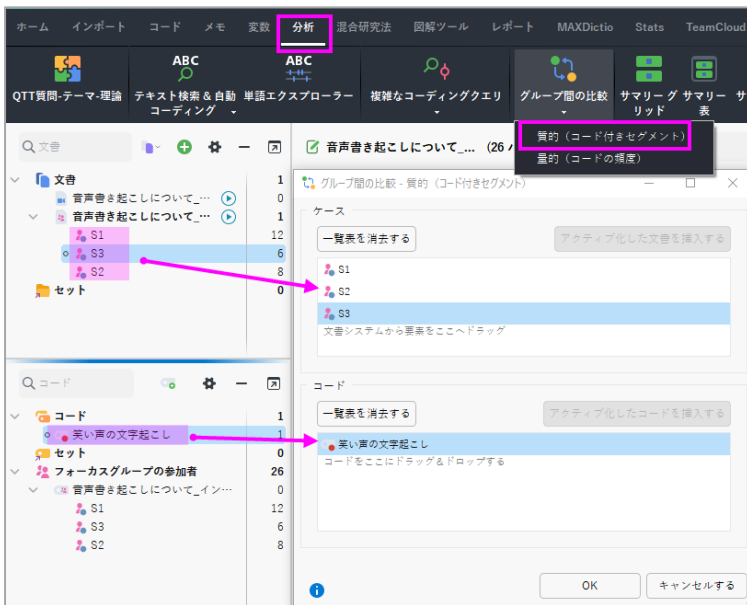 ホーム インポート コード メモ 変数 分析 混合研究法 図解ツール レポート MAXDictio Stats TeamCloud
QTT質問-テーマ-理論
ABC
テキスト検索 & 自動
コーディング
ABC
単語エクスプローラー
複雑なコーディングクエリ
グループ間の比較
サマリーグ
リッド
サマリー
表
サ
質的（コード付きセグメント）
量的（コードの頻度）
文書
音声書き起こしについて_... (26
文書 1
音声書き起こしについて_… 0
音声書き起こしについて_… 1
S1 12
S3 6
S2 8
セット 0
グループ間の比較 - 質的（コード付きセグメント）
ケース
一覧表を消去する アクティブ化した文書を挿入する
S1
S2
S3
文書システムから要素をここへドラッグ
コード
コード 1
笑い声の文字起こし 1
セット 0
フォーカスグループの参加者 26
音声書き起こしについて_イン… 0
S1 12
S3 6
S2 8
コード
一覧表を消去する アクティブ化したコードを挿入する
笑い声の文字起こし
コードをここにドラッグ＆ドロップする
OK キャンセルする